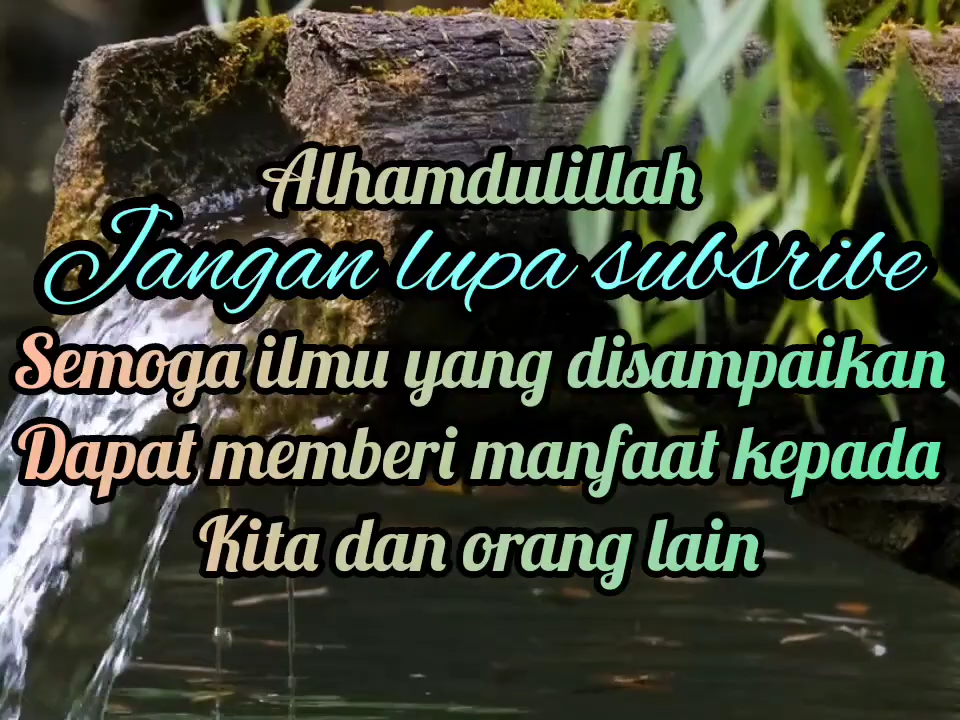 Alhamdulillah
Jangan lupa subsribe
Semoga ilmu yang disampaikan
Dapat memberi manfaat kepada
Kita dan orang lain